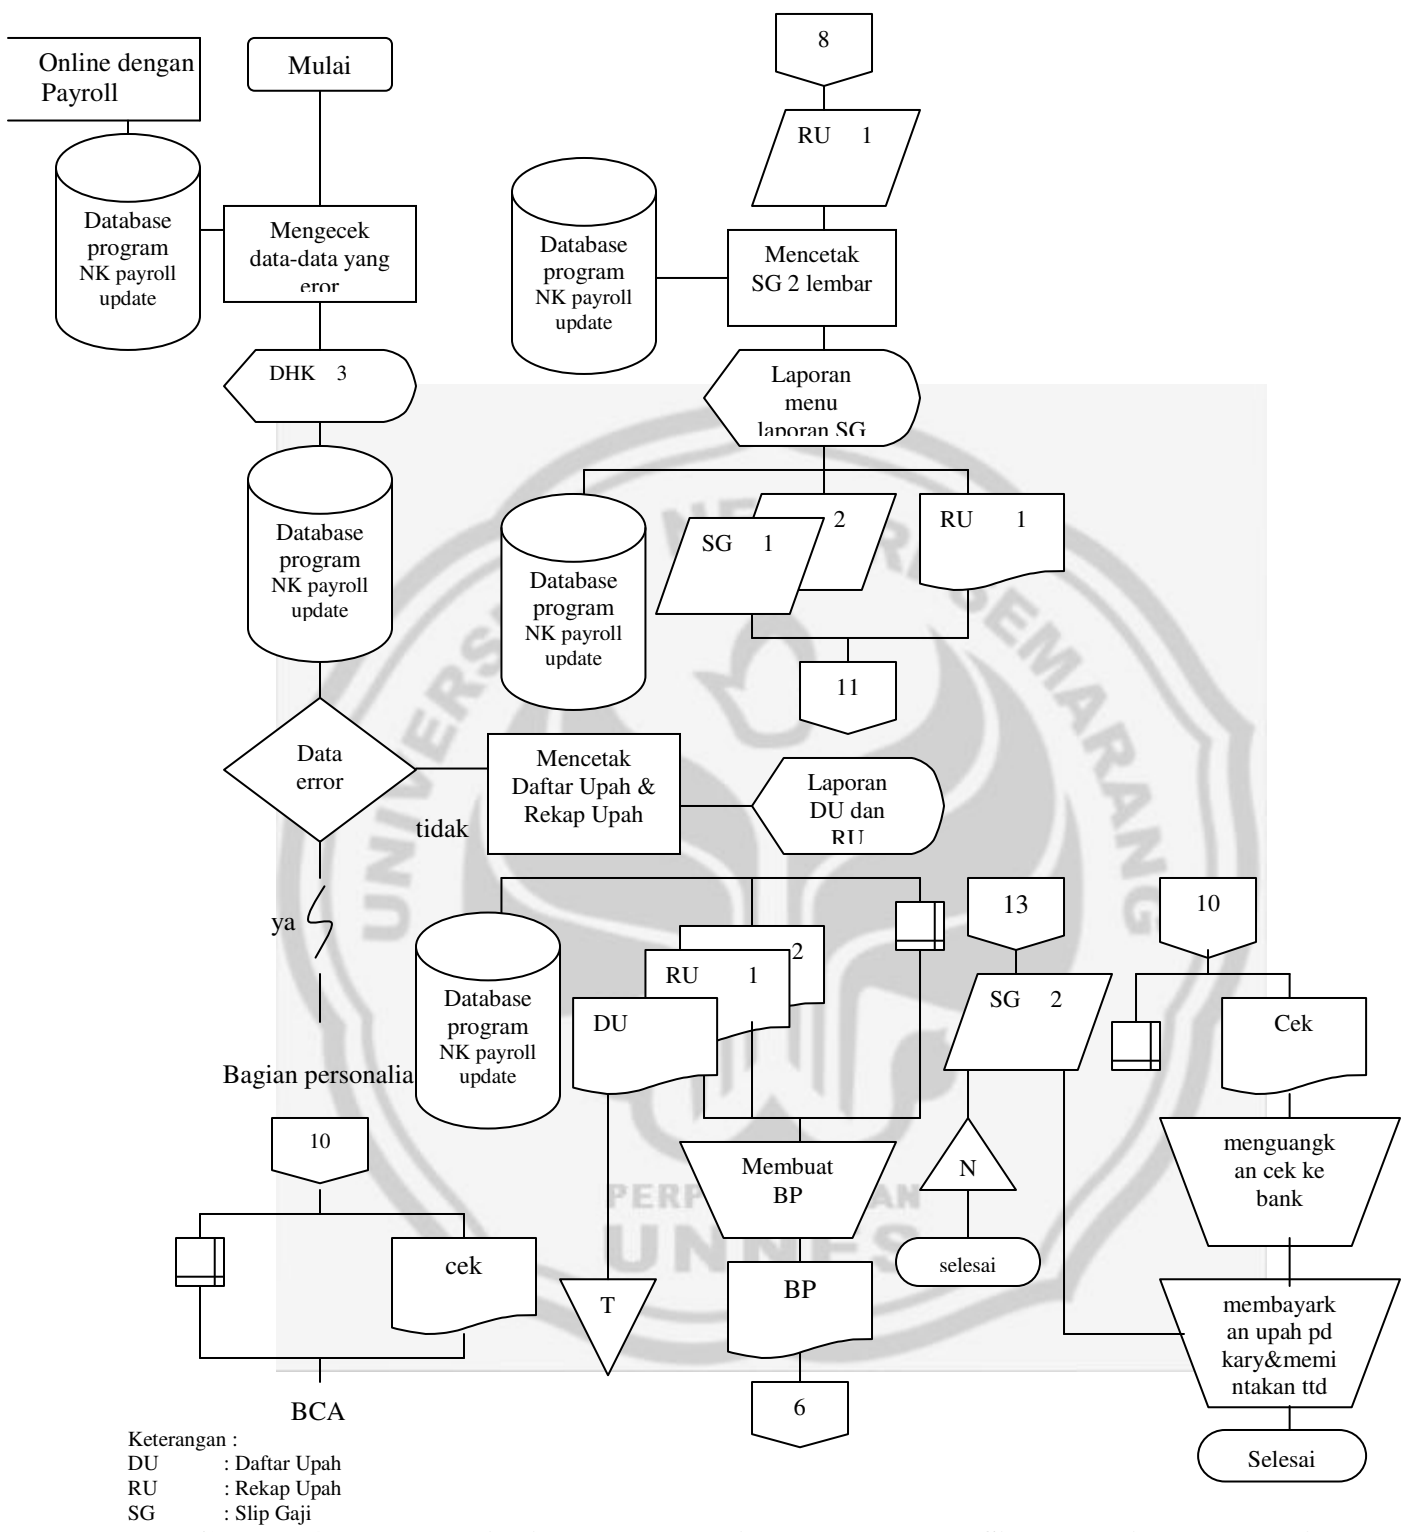 Online dengan
Payroll
Mulai
Database
program
NK payroll
update
Mengecek
data-data yang
eror
DHK 3
Database
program
NK payroll
update
Data
error
tidak
ya
Bagian personalia
10
cek
BCA
8
RU 1
Database
program
NK payroll
update
Mencetak
SG 2 lembar
Laporan
menu
laporan SG
Database
program
NK payroll
update
2
SG 1
RU 1
11
Mencetak
Daftar Upah &
Rekap Upah
Laporan
DU dan
RU
Database
program
NK payroll
update
2
RU 1
DU
T
Membuat
BP
BP
6
13
SG 2
N
selesai
10
Cek
menguangk
an cek ke
bank
membayark
an upah pd
kary&memi
ntakan ttd
Selesai
Keterangan :
DU : Daftar Upah
RU : Rekap Upah
SG : Slip Gaji
UNNES